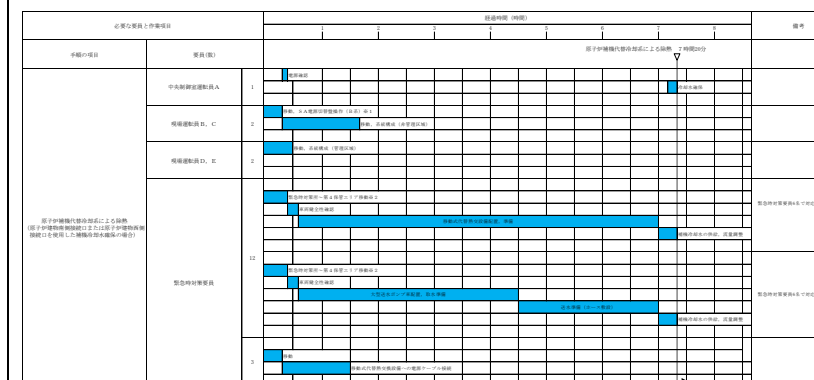 必要な要員と作業項目
経過時間（時間）
備考
1 2 3 4 5 6 7 8
手順の項目
要員(数)
原子炉補機代替冷却系による除熱 7時間20分
中央制御室運転員A
1
電源確認
冷却水確保
現場運転員B，C
2
移動，SA電源切替盤操作（B系）※1
移動，系統構成（非管理区域）
現場運転員D，E
2
移動，系統構成（管理区域）
原子炉補機代替冷却系による除熱
（原子炉建物南側接続口または原子炉建物西側
接続口を使用した補機冷却水確保の場合）
緊急時対策要員
12
緊急時対策所～第4保管エリア移動※2
車両健全性確認
移動式代替熱交換設備配置，準備
補機冷却水の供給，流量調整
緊急時対策要員6名で対応
緊急時対策所～第4保管エリア移動※2
車両健全性確認
大型送水ポンプ車配置，取水準備
送水準備（ホース敷設）
補機冷却水の供給，流量調整
緊急時対策要員6名で対応
3
移動
移動式代替熱交換設備への電源ケーブル接続